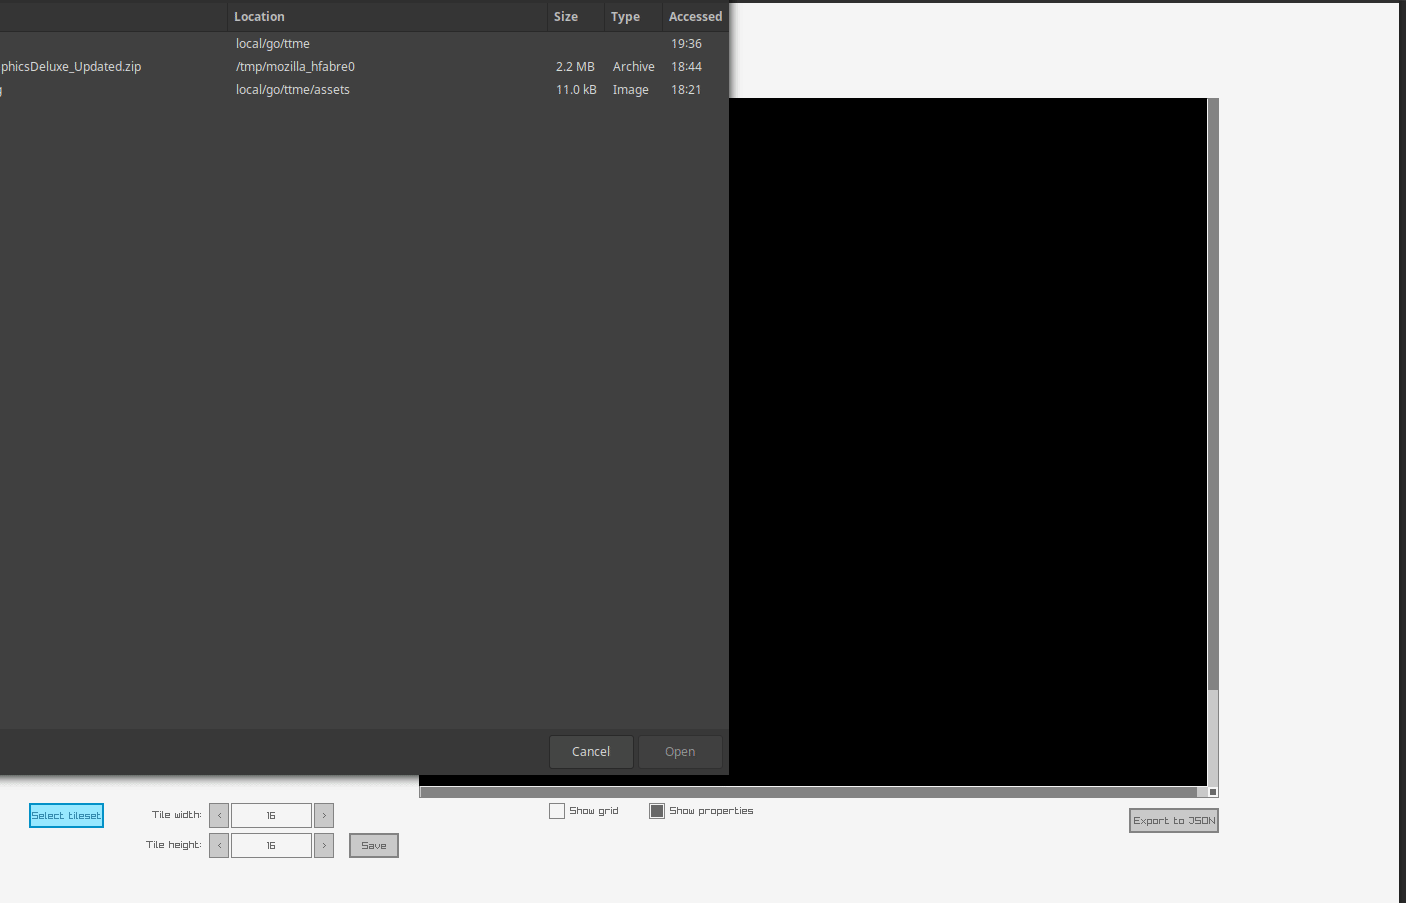 Location Size Type Accessed
local/go/ttme 19:36
phicsDeluxe_Updated.zip /tmp/mozilla_hfabre0 2.2 MB Archive 18:44
g local/go/ttme/assets 11.0 kB Image 18:21
Cancel Open
Select tileset Tile width: < 16 > Show grid Show properties
Export to JSON
Tile height: < 16 > Save